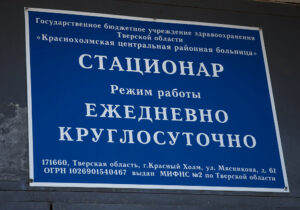 Государственное бюджетное учреждение здравоохранения
Тверской области
«Краснохолмская центральная районная больница»
СТАЦИОНАР
Режим работы
ЕЖЕДНЕВНО
КРУГЛОСУТОЧНО
171660, Тверская область, г.Красный Холм, ул. Мясникова, д. 61
ОГРН 1026901540467 выдан МИФНС №2 по Тверской области